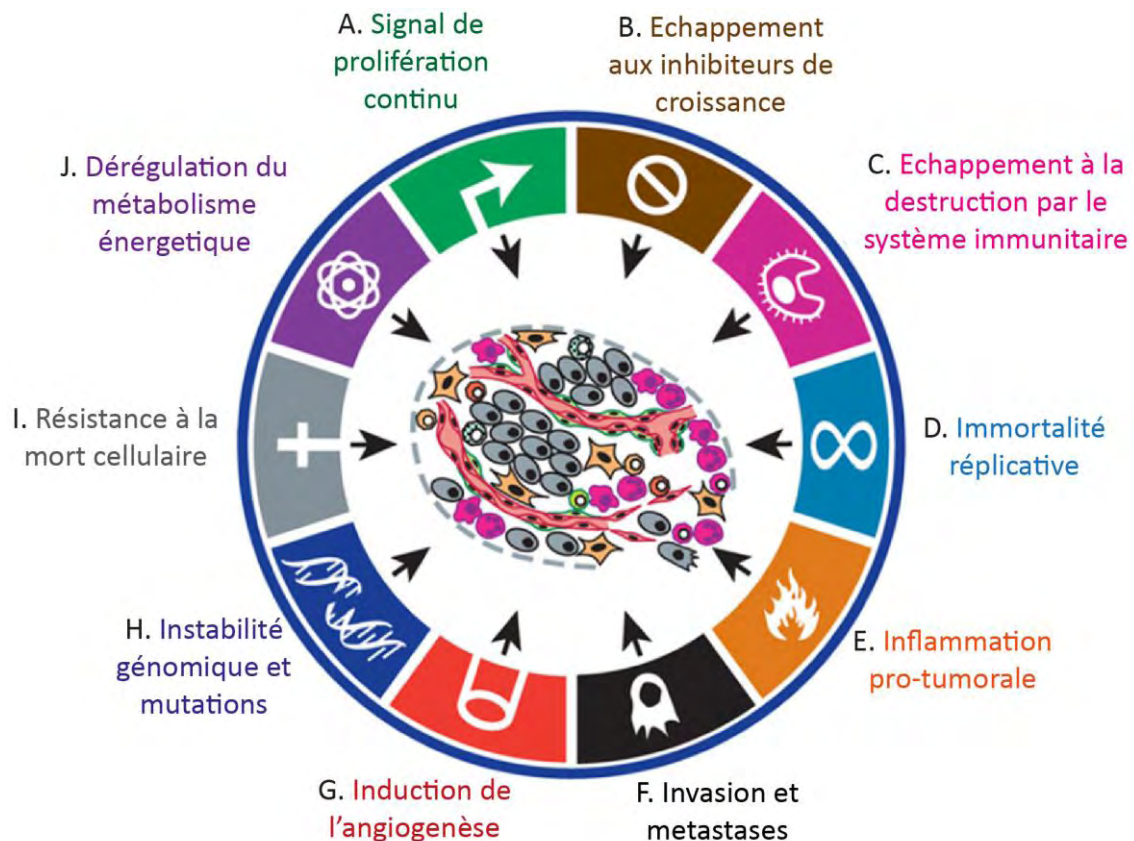 A. Signal de
prolifération
continu
B. Echappement
aux inhibiteurs de
croissance
C. Echappement à la
destruction par le
système immunitaire
D. Immortalité
réplicative
E. Inflammation
pro-tumorale
F. Invasion et
metastases
G. Induction de
l'angiogenèse
H. Instabilité
génomique et
mutations
I. Résistance à la
mort cellulaire
J. Dérégulation du
métabolisme
énergetique